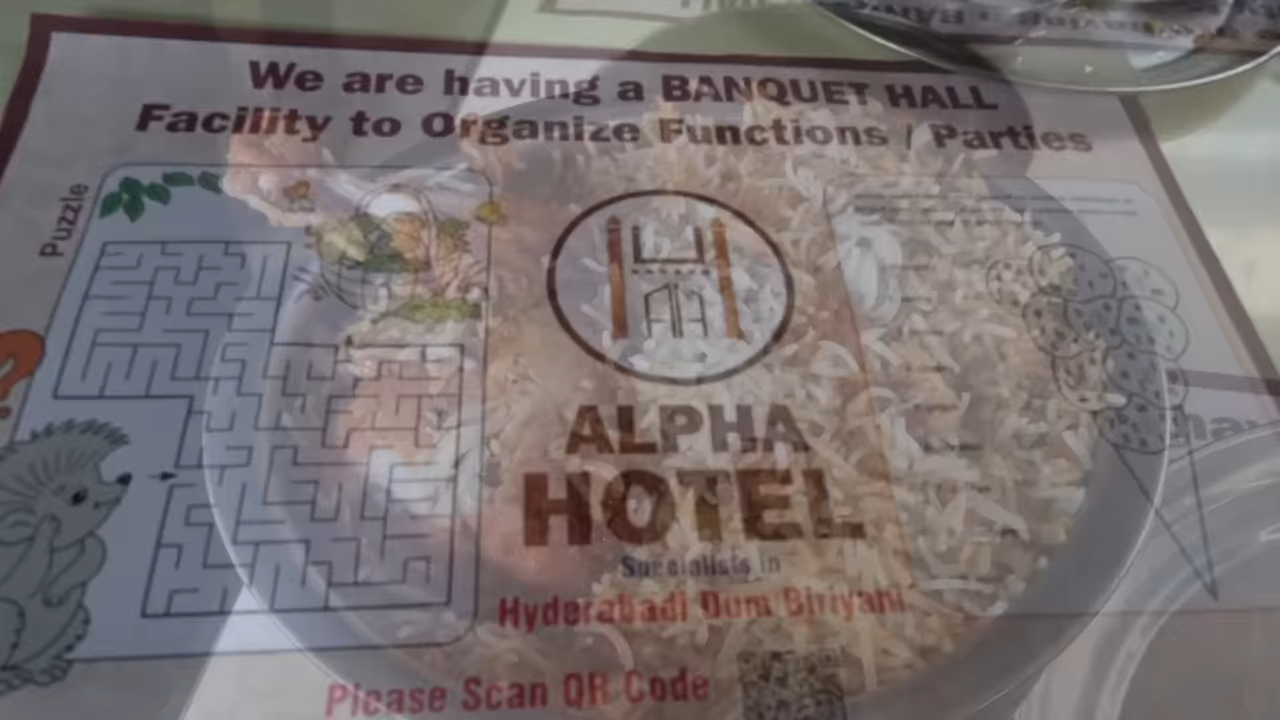 We are having a BANQUET HALL
Facility to Organize Functions / Parties
Puzzle
?
ALPHA
HOTEL
Specialists in
Hyderabadi Dum Biriyani
Please Scan QR Code